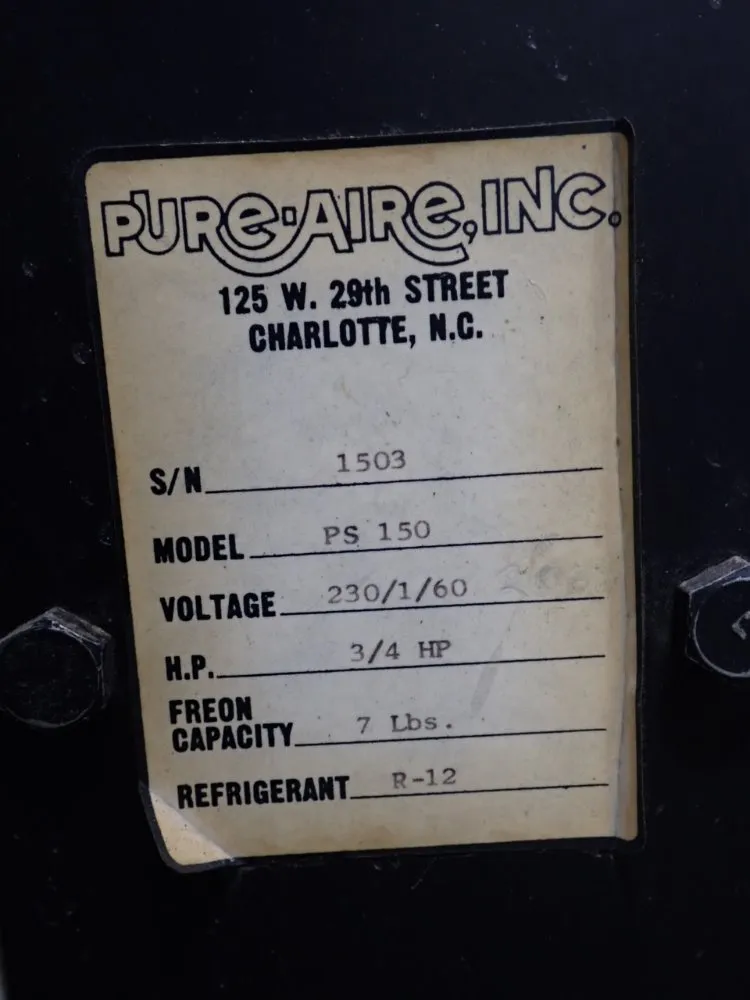 PURE-AIRE, INC.
125 W. 29th STREET
CHARLOTTE, N.C.
S/N 1503
MODEL PS 150
VOLTAGE 230/1/60
H.P. 3/4 HP
FREON
CAPACITY 7 Lbs.
REFRIGERANT R-12